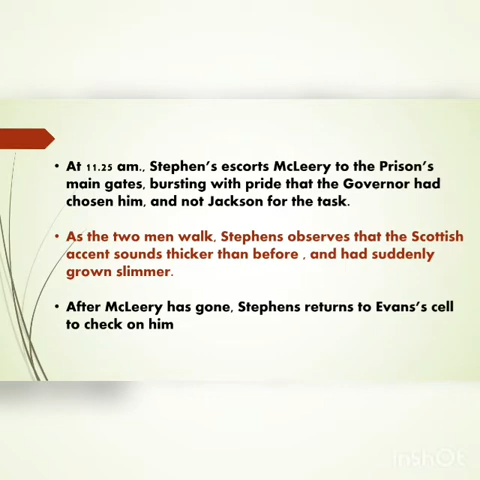 • At 11.25 am., Stephen's escorts McLeery to the Prison's
main gates, bursting with pride that the Governor had
chosen him, and not Jackson for the task.
• As the two men walk, Stephens observes that the Scottish
accent sounds thicker than before , and had suddenly
grown slimmer.
• After McLeery has gone, Stephens returns to Evans's cell
to check on him
InShOt